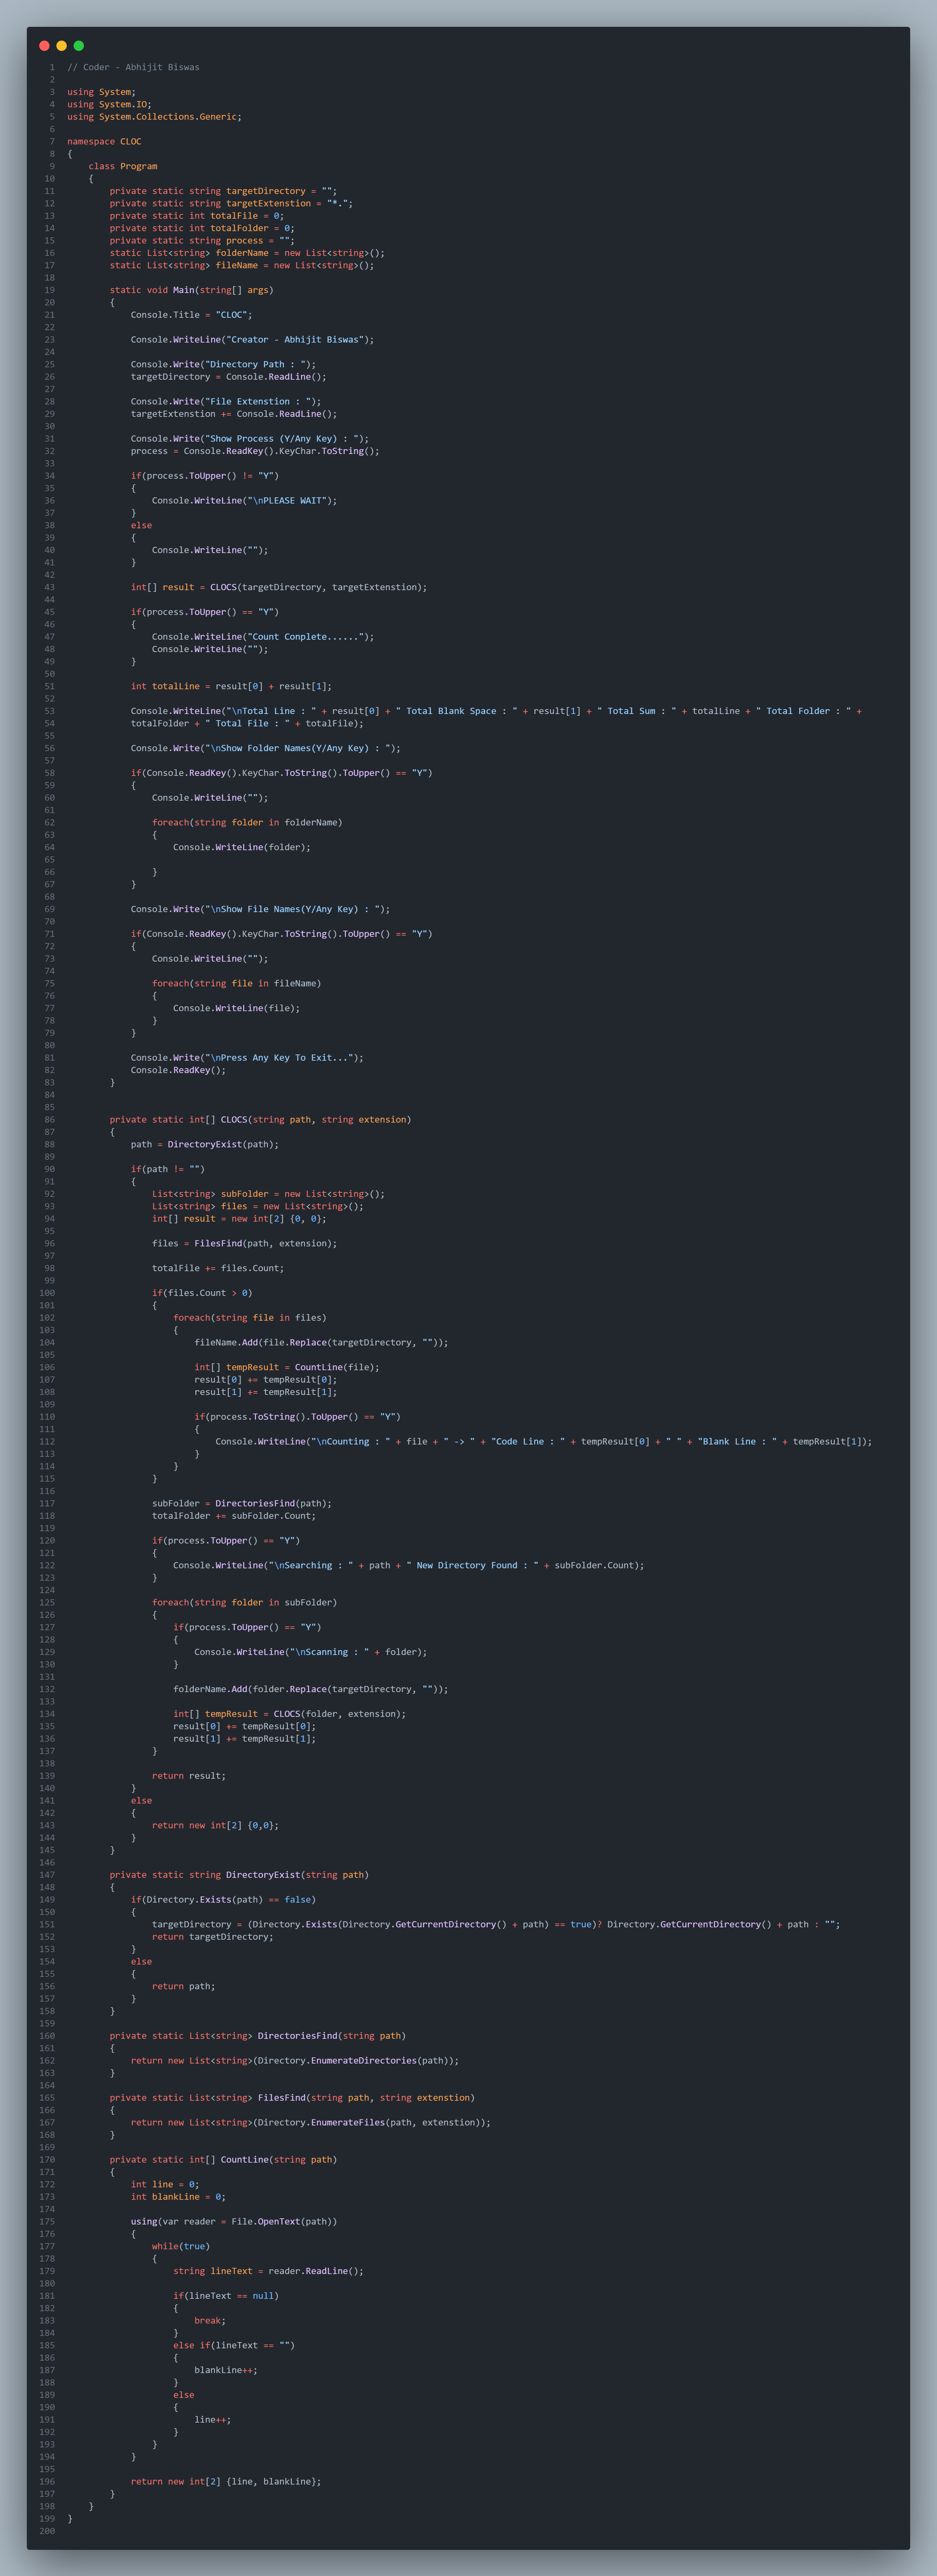 1 // Coder - Abhijit Biswas
2
3 using System;
4 using System.IO;
5 using System.Collections.Generic;
6
7 namespace CLOC
8 {
9     class Program
10     {
11         private static string targetDirectory = "";
12         private static string targetExtenstion = "*.";
13         private static int totalFile = 0;
14         private static int totalFolder = 0;
15         private static string process = "";
16         static List<string> folderName = new List<string>();
17         static List<string> fileName = new List<string>();
18
19         static void Main(string[] args)
20         {
21             Console.Title = "CLOC";
22
23             Console.WriteLine("Creator - Abhijit Biswas");
24
25             Console.Write("Directory Path : ");
26             targetDirectory = Console.ReadLine();
27
28             Console.Write("File Extenstion : ");
29             targetExtenstion += Console.ReadLine();
30
31             Console.Write("Show Process (Y/Any Key) : ");
32             process = Console.ReadKey().KeyChar.ToString();
33
34             if(process.ToUpper() != "Y")
35             {
36                 Console.WriteLine("\nPLEASE WAIT");
37             }
38             else
39             {
40                 Console.WriteLine("");
41             }
42
43             int[] result = CLOCS(targetDirectory, targetExtenstion);
44
45             if(process.ToUpper() == "Y")
46             {
47                 Console.WriteLine("Count Conplete......");
48                 Console.WriteLine("");
49             }
50
51             int totalLine = result[0] + result[1];
52
53             Console.WriteLine("\nTotal Line : " + result[0] + " Total Blank Space : " + result[1] + " Total Sum : " + totalLine + " Total Folder : " +
54             totalFolder + " Total File : " + totalFile);
55
56             Console.Write("\nShow Folder Names(Y/Any Key) : ");
57
58             if(Console.ReadKey().KeyChar.ToString().ToUpper() == "Y")
59             {
60                 Console.WriteLine("");
61
62                 foreach(string folder in folderName)
63                 {
64                     Console.WriteLine(folder);
65
66                 }
67             }
68
69             Console.Write("\nShow File Names(Y/Any Key) : ");
70
71             if(Console.ReadKey().KeyChar.ToString().ToUpper() == "Y")
72             {
73                 Console.WriteLine("");
74
75                 foreach(string file in fileName)
76                 {
77                     Console.WriteLine(file);
78                 }
79             }
80
81             Console.Write("\nPress Any Key To Exit...");
82             Console.ReadKey();
83         }
84
85
86         private static int[] CLOCS(string path, string extension)
87         {
88             path = DirectoryExist(path);
89
90             if(path != "")
91             {
92                 List<string> subFolder = new List<string>();
93                 List<string> files = new List<string>();
94                 int[] result = new int[2] {0, 0};
95
96                 files = FilesFind(path, extension);
97
98                 totalFile += files.Count;
99
100                 if(files.Count > 0)
101                 {
102                     foreach(string file in files)
103                     {
104                         fileName.Add(file.Replace(targetDirectory, ""));
105
106                         int[] tempResult = CountLine(file);
107                         result[0] += tempResult[0];
108                         result[1] += tempResult[1];
109
110                         if(process.ToString().ToUpper() == "Y")
111                         {
112                             Console.WriteLine("\nCounting : " + file + " -> " + "Code Line : " + tempResult[0] + " " + "Blank Line : " + tempResult[1]);
113                         }
114                     }
115                 }
116
117                 subFolder = DirectoriesFind(path);
118                 totalFolder += subFolder.Count;
119
120                 if(process.ToUpper() == "Y")
121                 {
122                     Console.WriteLine("\nSearching : " + path + " New Directory Found : " + subFolder.Count);
123                 }
124
125                 foreach(string folder in subFolder)
126                 {
127                     if(process.ToUpper() == "Y")
128                     {
129                         Console.WriteLine("\nScanning : " + folder);
130                     }
131
132                     folderName.Add(folder.Replace(targetDirectory, ""));
133
134                     int[] tempResult = CLOCS(folder, extension);
135                     result[0] += tempResult[0];
136                     result[1] += tempResult[1];
137                 }
138
139                 return result;
140             }
141             else
142             {
143                 return new int[2] {0,0};
144             }
145         }
146
147         private static string DirectoryExist(string path)
148         {
149             if(Directory.Exists(path) == false)
150             {
151                 targetDirectory = (Directory.Exists(Directory.GetCurrentDirectory() + path) == true)? Directory.GetCurrentDirectory() + path : "";
152                 return targetDirectory;
153             }
154             else
155             {
156                 return path;
157             }
158         }
159
160         private static List<string> DirectoriesFind(string path)
161         {
162             return new List<string>(Directory.EnumerateDirectories(path));
163         }
164
165         private static List<string> FilesFind(string path, string extenstion)
166         {
167             return new List<string>(Directory.EnumerateFiles(path, extenstion));
168         }
169
170         private static int[] CountLine(string path)
171         {
172             int line = 0;
173             int blankLine = 0;
174
175             using(var reader = File.OpenText(path))
176             {
177                 while(true)
178                 {
179                     string lineText = reader.ReadLine();
180
181                     if(lineText == null)
182                     {
183                         break;
184                     }
185                     else if(lineText == "")
186                     {
187                         blankLine++;
188                     }
189                     else
190                     {
191                         line++;
192                     }
193                 }
194             }
195
196             return new int[2] {line, blankLine};
197         }
198     }
199 }
200